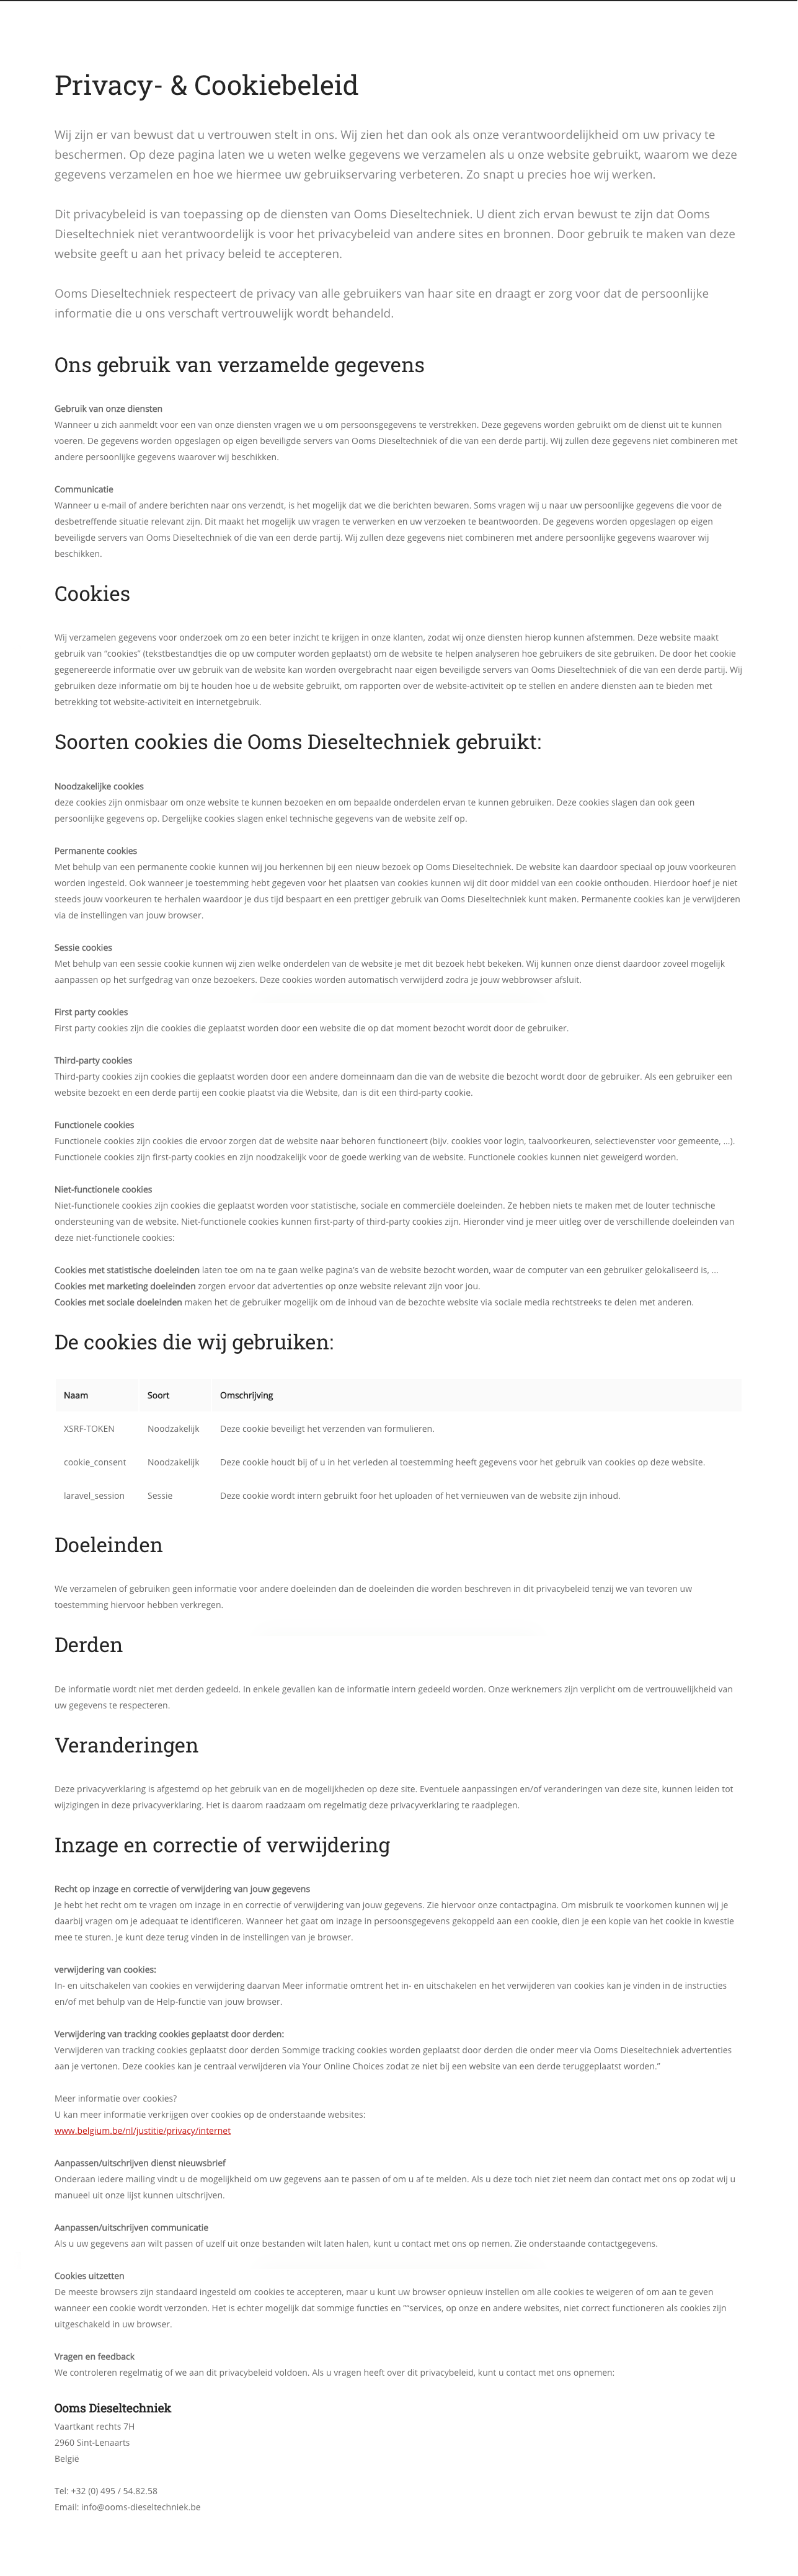 Privacy- & Cookiebeleid
Wij zijn er van bewust dat u vertrouwen stelt in ons. Wij zien het dan ook als onze verantwoordelijkheid om uw privacy te
beschermen. Op deze pagina laten we u weten welke gegevens we verzamelen als u onze website gebruikt, waarom we deze
gegevens verzamelen en hoe we hiermee uw gebruikservaring verbeteren. Zo snapt u precies hoe wij werken.
Dit privacybeleid is van toepassing op de diensten van Ooms Dieseltechniek. U dient zich ervan bewust te zijn dat Ooms
Dieseltechniek niet verantwoordelijk is voor het privacybeleid van andere sites en bronnen. Door gebruik te maken van deze
website geeft u aan het privacy beleid te accepteren.
Ooms Dieseltechniek respecteert de privacy van alle gebruikers van haar site en draagt er zorg voor dat de persoonlijke
informatie die u ons verschaft vertrouwelijk wordt behandeld.
Ons gebruik van verzamelde gegevens
Gebruik van onze diensten
Wanneer u zich aanmeldt voor een van onze diensten vragen we u om persoonsgegevens te verstrekken. Deze gegevens worden gebruikt om de dienst uit te kunnen
voeren. De gegevens worden opgeslagen op eigen beveiligde servers van Ooms Dieseltechniek of die van een derde partij. Wij zullen deze gegevens niet combineren met
andere persoonlijke gegevens waarover wij beschikken.
Communicatie
Wanneer u e-mail of andere berichten naar ons verzendt, is het mogelijk dat we die berichten bewaren. Soms vragen wij u naar uw persoonlijke gegevens die voor de
desbetreffende situatie relevant zijn. Dit maakt het mogelijk uw vragen te verwerken en uw verzoeken te beantwoorden. De gegevens worden opgeslagen op eigen
beveiligde servers van Ooms Dieseltechniek of die van een derde partij. Wij zullen deze gegevens niet combineren met andere persoonlijke gegevens waarover wij
beschikken.
Cookies
Wij verzamelen gegevens voor onderzoek om zo een beter inzicht te krijgen in onze klanten, zodat wij onze diensten hierop kunnen afstemmen. Deze website maakt
gebruik van “cookies” (tekstbestandtjes die op uw computer worden geplaatst) om de website te helpen analyseren hoe gebruikers de site gebruiken. De door het cookie
gegenereerde informatie over uw gebruik van de website kan worden overgebracht naar eigen beveiligde servers van Ooms Dieseltechniek of die van een derde partij. Wij
gebruiken deze informatie om bij te houden hoe u de website gebruikt, om rapporten over de website-activiteit op te stellen en andere diensten aan te bieden met
betrekking tot website-activiteit en internetgebruik.
Soorten cookies die Ooms Dieseltechniek gebruikt:
Noodzakelijke cookies
deze cookies zijn onmisbaar om onze website te kunnen bezoeken en om bepaalde onderdelen ervan te kunnen gebruiken. Deze cookies slagen dan ook geen
persoonlijke gegevens op. Dergelijke cookies slagen enkel technische gegevens van de website zelf op.
Permanente cookies
Met behulp van een permanente cookie kunnen wij jou herkennen bij een nieuw bezoek op Ooms Dieseltechniek. De website kan daardoor speciaal op jouw voorkeuren
worden ingesteld. Ook wanneer je toestemming hebt gegeven voor het plaatsen van cookies kunnen wij dit door middel van een cookie onthouden. Hierdoor hoef je niet
steeds jouw voorkeuren te herhalen waardoor je dus tijd bespaart en een prettiger gebruik van Ooms Dieseltechniek kunt maken. Permanente cookies kan je verwijderen
via de instellingen van jouw browser.
Sessie cookies
Met behulp van een sessie cookie kunnen wij zien welke onderdelen van de website je met dit bezoek hebt bekeken. Wij kunnen onze dienst daardoor zoveel mogelijk
aanpassen op het surfgedrag van onze bezoekers. Deze cookies worden automatisch verwijderd zodra je jouw webbrowser afsluit.
First party cookies
First party cookies zijn die cookies die geplaatst worden door een website die op dat moment bezocht wordt door de gebruiker.
Third-party cookies
Third-party cookies zijn cookies die geplaatst worden door een andere domeinnaam dan die van de website die bezocht wordt door de gebruiker. Als een gebruiker een
website bezoekt en een derde partij een cookie plaatst via die Website, dan is dit een third-party cookie.
Functionele cookies
Functionele cookies zijn cookies die ervoor zorgen dat de website naar behoren functioneert (bijv. cookies voor login, taalvoorkeuren, selectievenster voor gemeente, ...).
Functionele cookies zijn first-party cookies en zijn noodzakelijk voor de goede werking van de website. Functionele cookies kunnen niet geweigerd worden.
Niet-functionele cookies
Niet-functionele cookies zijn cookies die geplaatst worden voor statistische, sociale en commerciële doeleinden. Ze hebben niets te maken met de louter technische
ondersteuning van de website. Niet-functionele cookies kunnen first-party of third-party cookies zijn. Hieronder vind je meer uitleg over de verschillende doeleinden van
deze niet-functionele cookies:
Cookies met statistische doeleinden laten toe om na te gaan welke pagina’s van de website bezocht worden, waar de computer van een gebruiker gelokaliseerd is, ...
Cookies met marketing doeleinden zorgen ervoor dat advertenties op onze website relevant zijn voor jou.
Cookies met sociale doeleinden maken het de gebruiker mogelijk om de inhoud van de bezochte website via sociale media rechtstreeks te delen met anderen.
De cookies die wij gebruiken:
Naam Soort Omschrijving
XSRF-TOKEN Noodzakelijk Deze cookie beveiligt het verzenden van formulieren.
cookie_consent Noodzakelijk Deze cookie houdt bij of u in het verleden al toestemming heeft gegevens voor het gebruik van cookies op deze website.
laravel_session Sessie Deze cookie wordt intern gebruikt foor het uploaden of het vernieuwen van de website zijn inhoud.
Doeleinden
We verzamelen of gebruiken geen informatie voor andere doeleinden dan de doeleinden die worden beschreven in dit privacybeleid tenzij we van tevoren uw
toestemming hiervoor hebben verkregen.
Derden
De informatie wordt niet met derden gedeeld. In enkele gevallen kan de informatie intern gedeeld worden. Onze werknemers zijn verplicht om de vertrouwelijkheid van
uw gegevens te respecteren.
Veranderingen
Deze privacyverklaring is afgestemd op het gebruik van en de mogelijkheden op deze site. Eventuele aanpassingen en/of veranderingen van deze site, kunnen leiden tot
wijzigingen in deze privacyverklaring. Het is daarom raadzaam om regelmatig deze privacyverklaring te raadplegen.
Inzage en correctie of verwijdering
Recht op inzage en correctie of verwijdering van jouw gegevens
Je hebt het recht om te vragen om inzage in en correctie of verwijdering van jouw gegevens. Zie hiervoor onze contactpagina. Om misbruik te voorkomen kunnen wij je
daarbij vragen om je adequaat te identificeren. Wanneer het gaat om inzage in persoonsgegevens gekoppeld aan een cookie, dien je een kopie van het cookie in kwestie
mee te sturen. Je kunt deze terug vinden in de instellingen van je browser.
verwijdering van cookies:
In- en uitschakelen van cookies en verwijdering daarvan Meer informatie omtrent het in- en uitschakelen en het verwijderen van cookies kan je vinden in de instructies
en/of met behulp van de Help-functie van jouw browser.
Verwijdering van tracking cookies geplaatst door derden:
Verwijderen van tracking cookies geplaatst door derden Sommige tracking cookies worden geplaatst door derden die onder meer via Ooms Dieseltechniek advertenties
aan je vertonen. Deze cookies kan je centraal verwijderen via Your Online Choices zodat ze niet bij een website van een derde teruggeplaatst worden.”
Meer informatie over cookies?
U kan meer informatie verkrijgen over cookies op de onderstaande websites:
www.belgium.be/nl/justitie/privacy/internet
Aanpassen/uitschrijven dienst nieuwsbrief
Onderaan iedere mailing vindt u de mogelijkheid om uw gegevens aan te passen of om u af te melden. Als u deze toch niet ziet neem dan contact met ons op zodat wij u
manueel uit onze lijst kunnen uitschrijven.
Aanpassen/uitschrijven communicatie
Als u uw gegevens aan wilt passen of uzelf uit onze bestanden wilt laten halen, kunt u contact met ons op nemen. Zie onderstaande contactgegevens.
Cookies uitzetten
De meeste browsers zijn standaard ingesteld om cookies te accepteren, maar u kunt uw browser opnieuw instellen om alle cookies te weigeren of om aan te geven
wanneer een cookie wordt verzonden. Het is echter mogelijk dat sommige functies en ”“services, op onze en andere websites, niet correct functioneren als cookies zijn
uitgeschakeld in uw browser.
Vragen en feedback
We controleren regelmatig of we aan dit privacybeleid voldoen. Als u vragen heeft over dit privacybeleid, kunt u contact met ons opnemen:
Ooms Dieseltechniek
Vaartkant rechts 7H
2960 Sint-Lenaarts
België
Tel: +32 (0) 495 / 54.82.58
Email: info@ooms-dieseltechniek.be